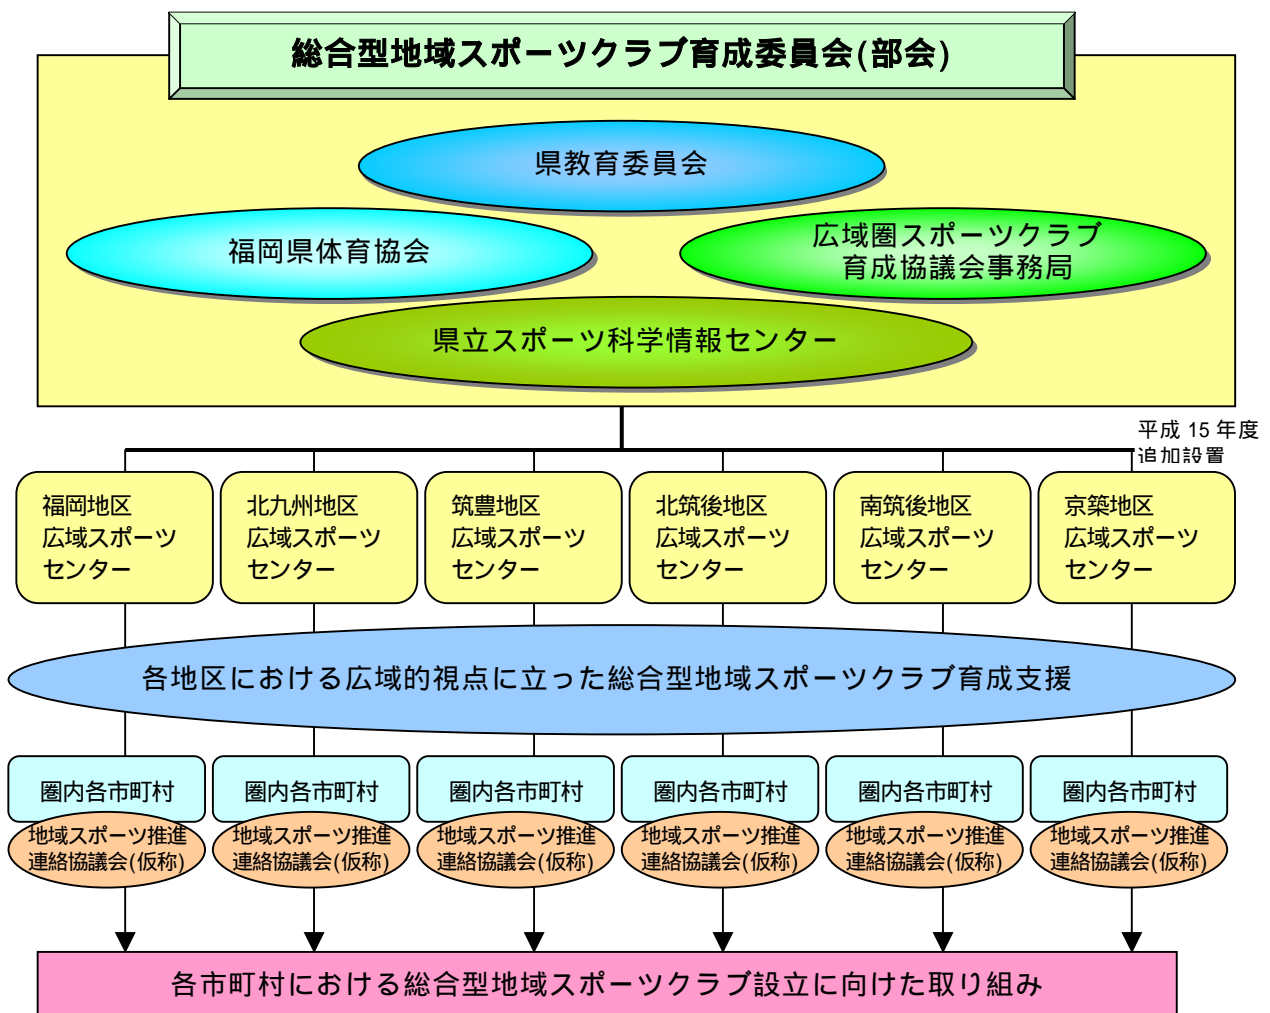 総合型地域スポーツクラブ育成委員会(部会)
県教育委員会
福岡県体育協会
広域圏スポーツクラブ
育成協議会事務局
県立スポーツ科学情報センター
平成 15 年度
追加設置
福岡地区
広域スポーツ
センター
北九州地区
広域スポーツ
センター
筑豊地区
広域スポーツ
センター
北筑後地区
広域スポーツ
センター
南筑後地区
広域スポーツ
センター
京築地区
広域スポーツ
センター
各地区における広域的視点に立った総合型地域スポーツクラブ育成支援
圏内各市町村
地域スポーツ推進
連絡協議会(仮称)
圏内各市町村
地域スポーツ推進
連絡協議会(仮称)
圏内各市町村
地域スポーツ推進
連絡協議会(仮称)
圏内各市町村
地域スポーツ推進
連絡協議会(仮称)
圏内各市町村
地域スポーツ推進
連絡協議会(仮称)
圏内各市町村
地域スポーツ推進
連絡協議会(仮称)
各市町村における総合型地域スポーツクラブ設立に向けた取り組み